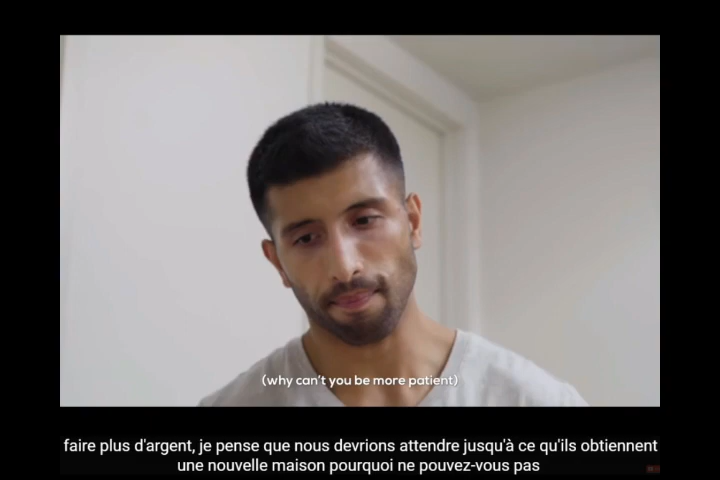 (why can't you be more patient)
faire plus d'argent, je pense que nous devrions attendre jusqu'à ce qu'ils obtiennent
une nouvelle maison pourquoi ne pouvez-vous pas